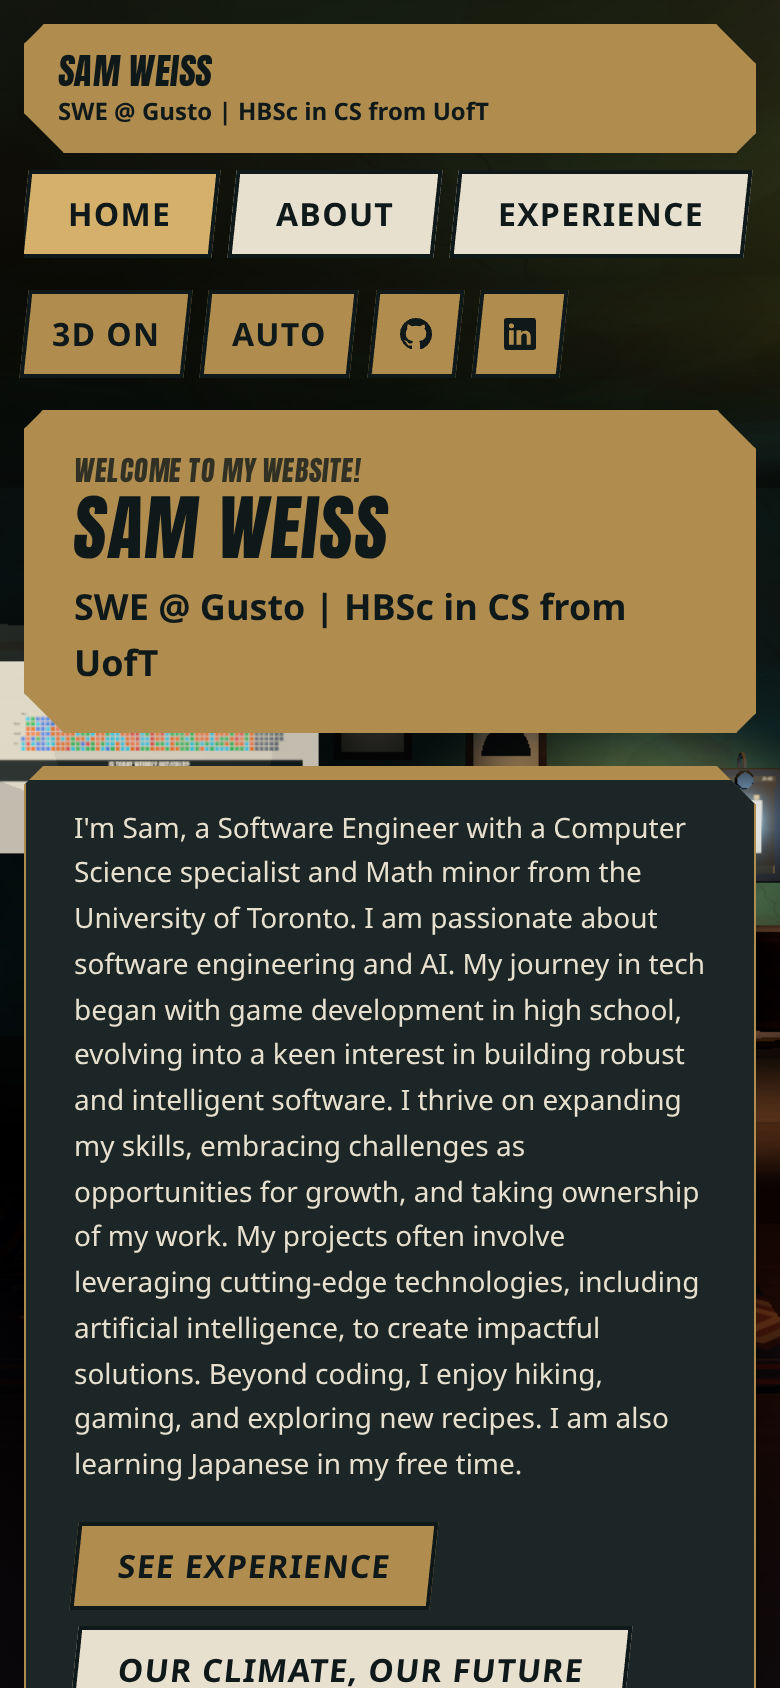 SAM WEISS
SWE @ Gusto | HBSc in CS from UofT
HOME ABOUT EXPERIENCE
3D ON AUTO in
WELCOME TO MY WEBSITE!
SAM WEISS
SWE @ Gusto | HBSc in CS from
UofT
I'm Sam, a Software Engineer with a Computer
Science specialist and Math minor from the
University of Toronto. I am passionate about
software engineering and AI. My journey in tech
began with game development in high school,
evolving into a keen interest in building robust
and intelligent software. I thrive on expanding
my skills, embracing challenges as
opportunities for growth, and taking ownership
of my work. My projects often involve
leveraging cutting-edge technologies, including
artificial intelligence, to create impactful
solutions. Beyond coding, I enjoy hiking,
gaming, and exploring new recipes. I am also
learning Japanese in my free time.
SEE EXPERIENCE
OUR CLIMATE, OUR FUTURE